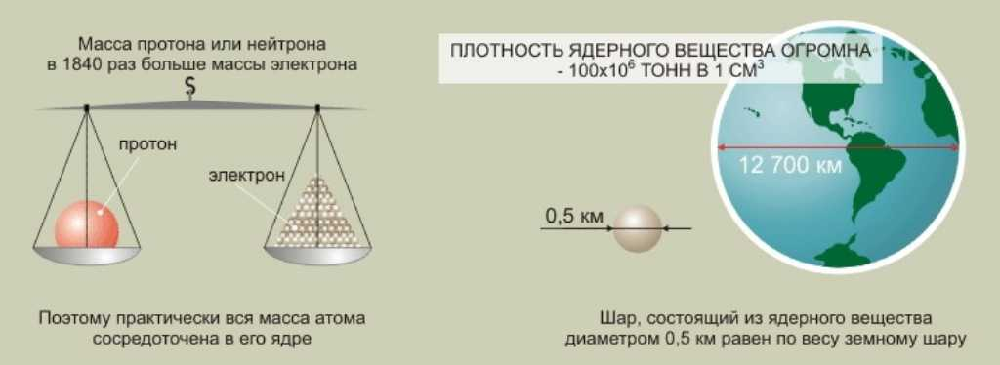 Масса протона или нейтрона
в 1840 раз больше массы электрона
протон
электрон
Поэтому практически вся масса атома
сосредоточена в его ядре
ПЛОТНОСТЬ ЯДЕРНОГО ВЕЩЕСТВА ОГРОМНА
- 100х10⁶ ТОНН В 1 СМ³
12 700 км
0,5 км
Шар, состоящий из ядерного вещества
диаметром 0,5 км равен по весу земному шару